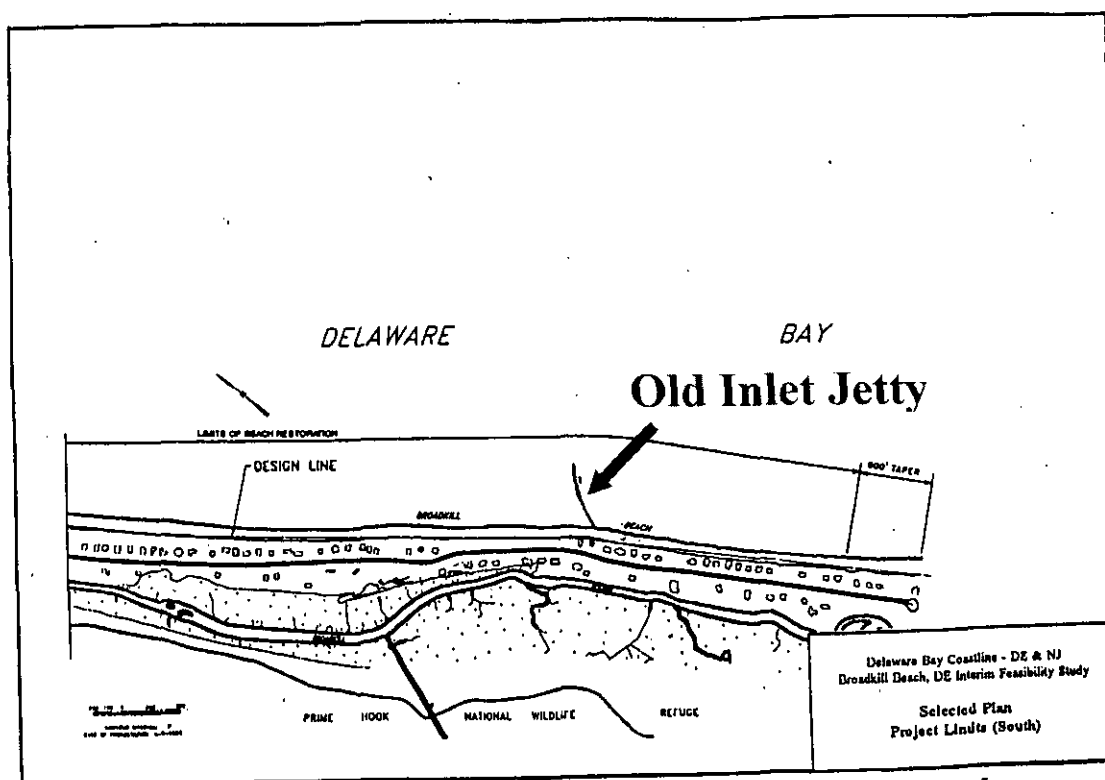 DELAWARE BAY
Old Inlet Jetty
LIMITS OF BEACH RESTORATION
DESIGN LINE
600' TAPER
BROADKILL BEACH
PRIME HOOK NATIONAL WILDLIFE REFUGE
Delaware Bay Coastline - DE & NJ
Broadkill Beach, DE Interim Feasibility Study
Selected Plan
Project Limits (South)